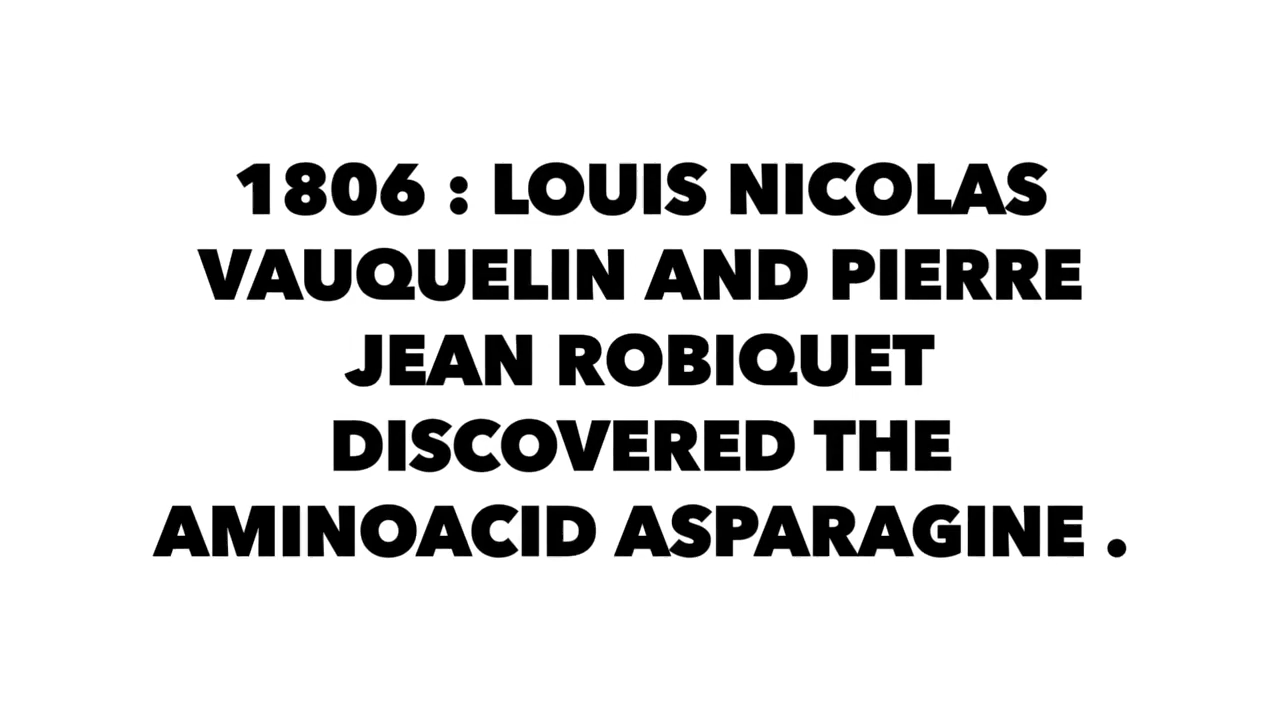 1806 : LOUIS NICOLAS
VAUQUELIN AND PIERRE
JEAN ROBIQUET
DISCOVERED THE
AMINOACID ASPARAGINE .